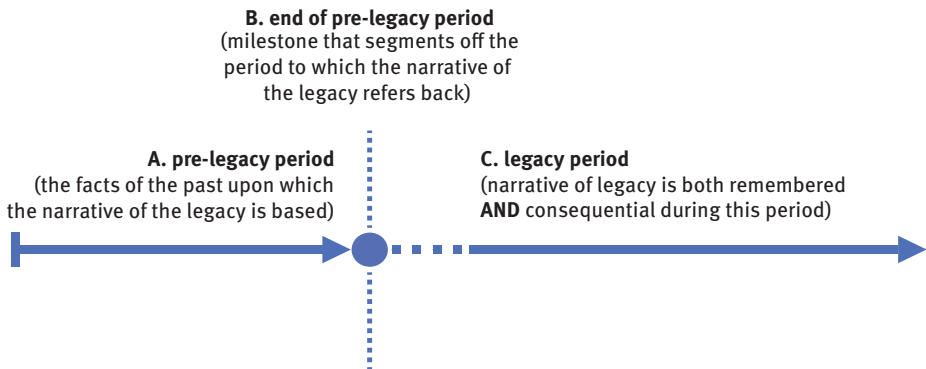 B. end of pre-legacy period
(milestone that segments off the
period to which the narrative of
the legacy refers back)
A. pre-legacy period
(the facts of the past upon which
the narrative of the legacy is based)
C. legacy period
(narrative of legacy is both remembered
AND consequential during this period)